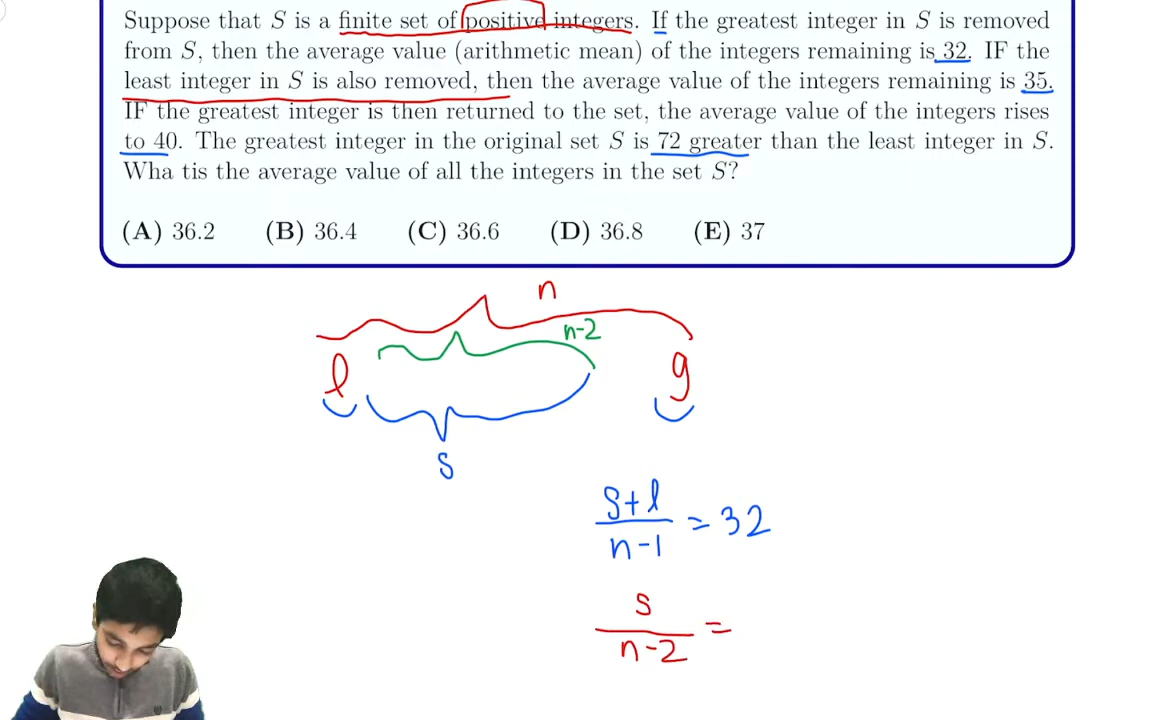 Suppose that S is a finite set of positive integers. If the greatest integer in S is removed
from S, then the average value (arithmetic mean) of the integers remaining is 32. IF the
least integer in S is also removed, then the average value of the integers remaining is 35.
IF the greatest integer is then returned to the set, the average value of the integers rises
to 40. The greatest integer in the original set S is 72 greater than the least integer in S.
Wha tis the average value of all the integers in the set S?
(A) 36.2 (B) 36.4 (C) 36.6 (D) 36.8 (E) 37
n
n-2
l g
s
s+l
n-1
= 32
s
n-2
=